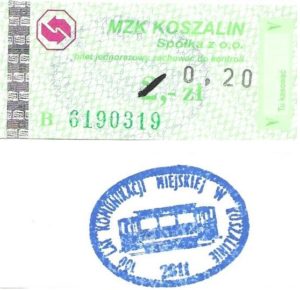 MZK KOSZALIN
Spółka z o.o.
bilet jednorazowy, zachować do kontroli
2,- zł
0,20
B 6190319
100 LAT KOMUNIKACJI MIEJSKIEJ W KOSZALINIE
2011